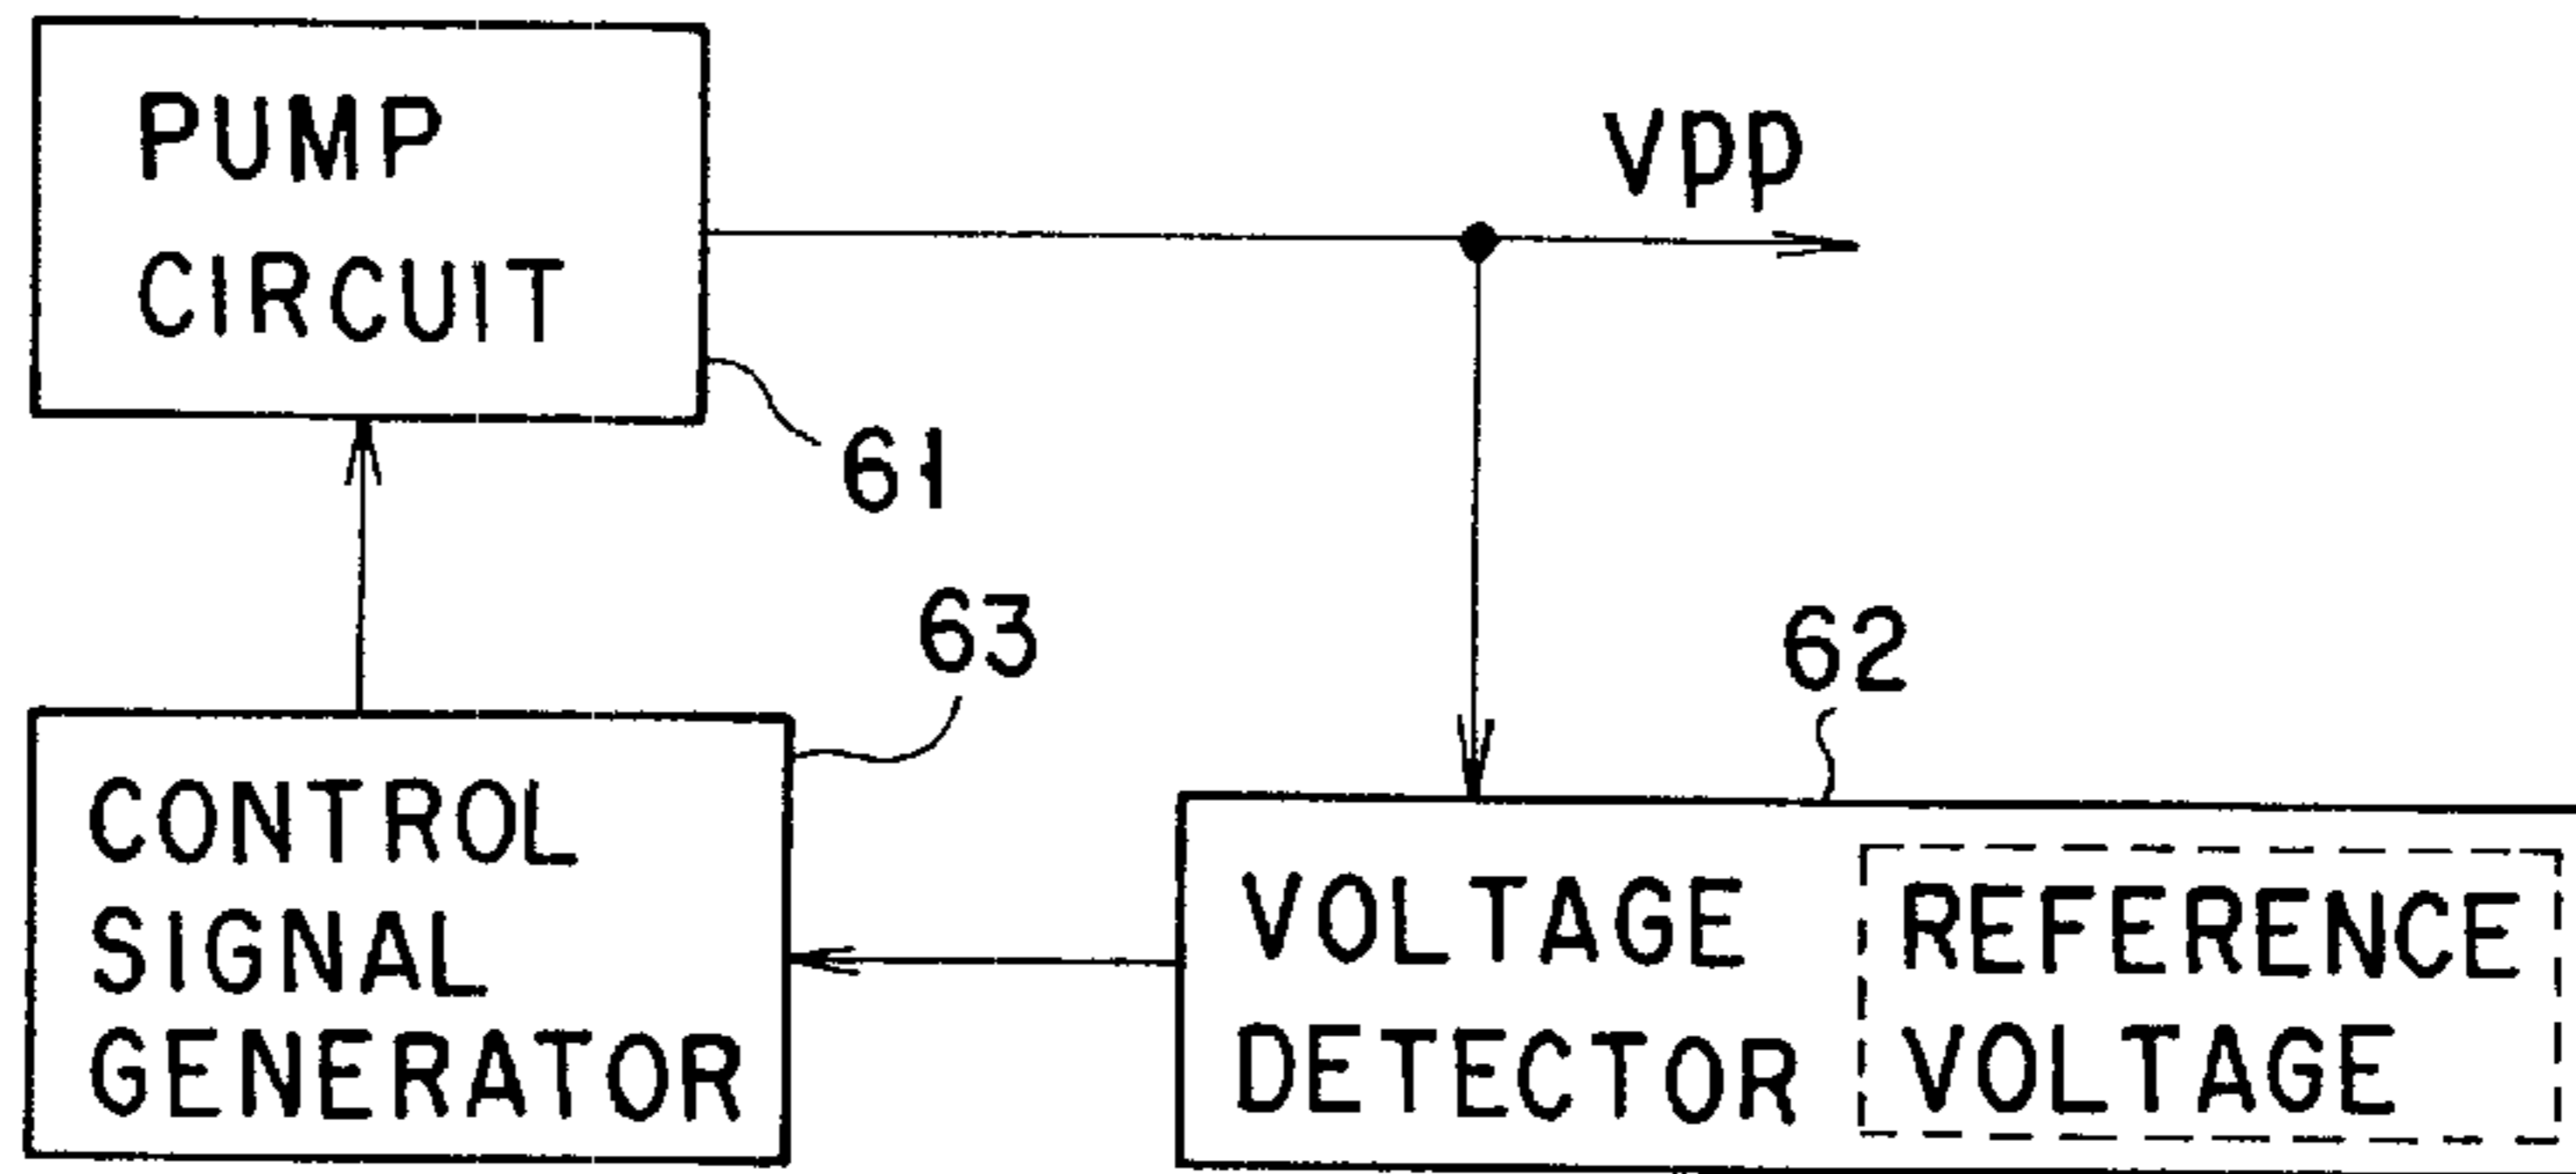 PUMP
CIRCUIT
Vpp
61
63
62
CONTROL
SIGNAL
GENERATOR
VOLTAGE
DETECTOR
REFERENCE
VOLTAGE